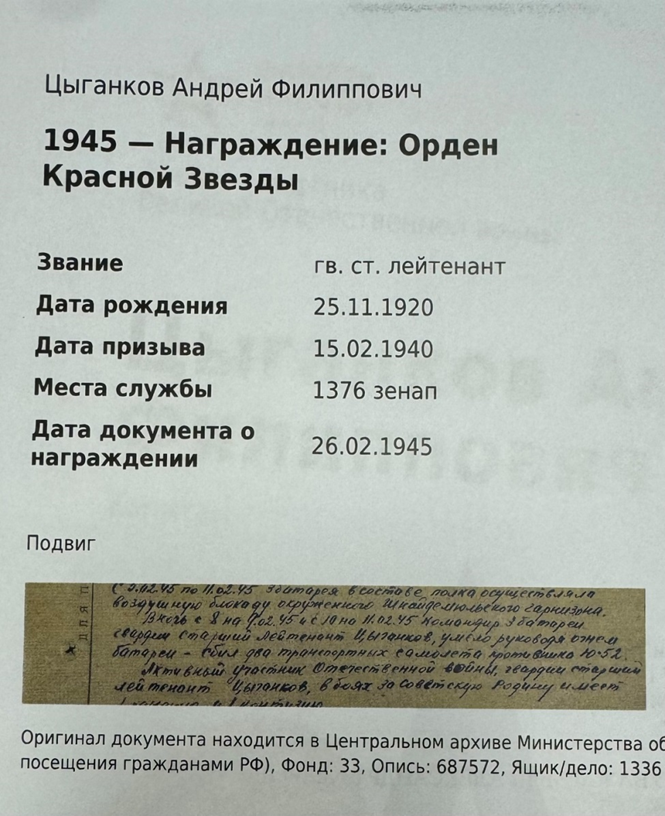 Цыганков Андрей Филиппович
1945 — Награждение: Орден
Красной Звезды
Звание гв. ст. лейтенант
Дата рождения 25.11.1920
Дата призыва 15.02.1940
Места службы 1376 зенап
Дата документа о
награждении 26.02.1945
Подвиг
по 11.02.45 3 батарея в составе полка осуществляла
воздушную блокаду окруженного Шнайдемюльского гарнизона.
В ночь с 8 на 9.02.45 и с 10 на 11.02.45 командир 3 батареи
гвардии старший лейтенант Цыганков, умело руководя огнем
батареи - сбил два транспортных самолета противника Ю-52.
Активный участник Отечественной войны, гвардии старший
лейтенант Цыганков, в боях за Советскую Родину имеет
Оригинал документа находится в Центральном архиве Министерства об
посещения гражданами РФ), Фонд: 33, Опись: 687572, Ящик/дело: 1336